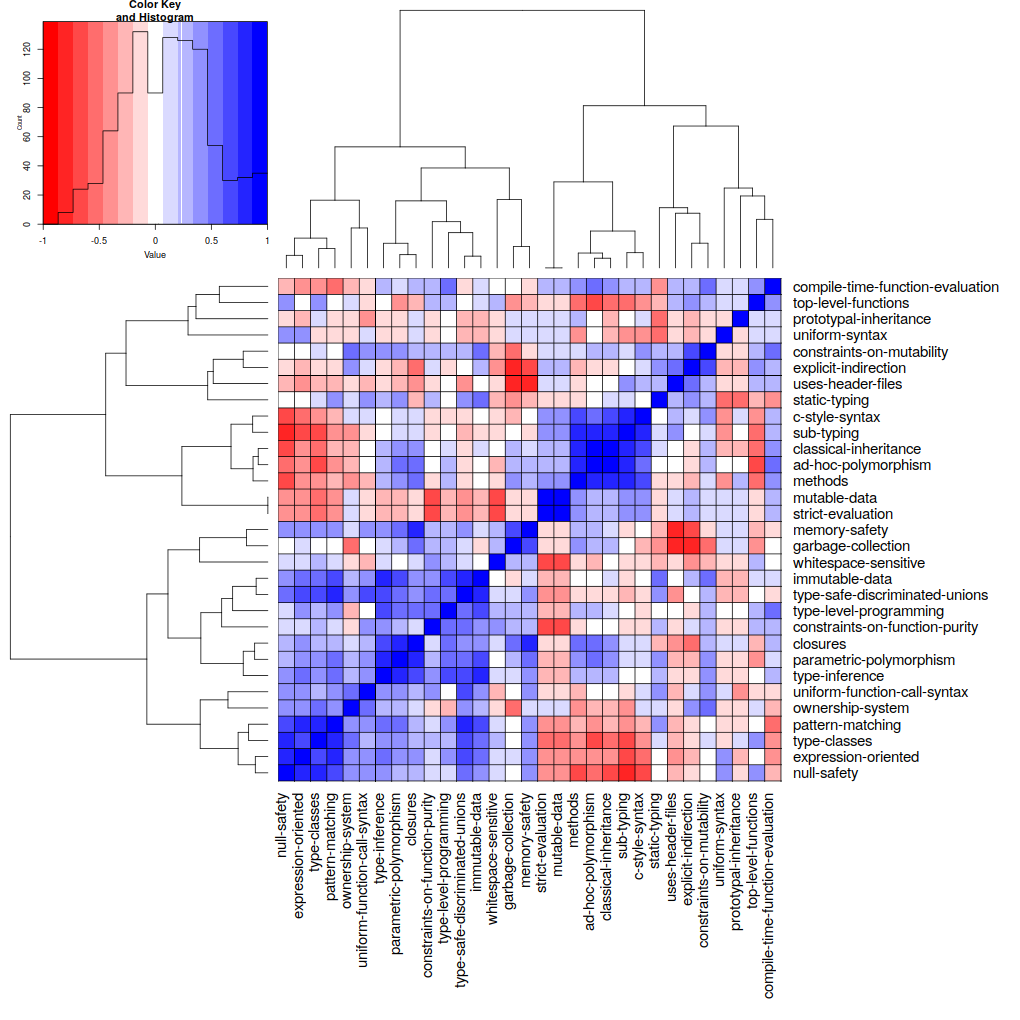 Color Key
and Histogram
Count
0
20
40
60
80
100
120
-1
-0.5
0
0.5
1
Value
compile-time-function-evaluation
top-level-functions
prototypal-inheritance
uniform-syntax
constraints-on-mutability
explicit-indirection
uses-header-files
static-typing
c-style-syntax
sub-typing
classical-inheritance
ad-hoc-polymorphism
methods
mutable-data
strict-evaluation
memory-safety
garbage-collection
whitespace-sensitive
immutable-data
type-safe-discriminated-unions
type-level-programming
constraints-on-function-purity
closures
parametric-polymorphism
type-inference
uniform-function-call-syntax
ownership-system
pattern-matching
type-classes
expression-oriented
null-safety
null-safety
expression-oriented
type-classes
pattern-matching
ownership-system
uniform-function-call-syntax
type-inference
parametric-polymorphism
closures
constraints-on-function-purity
type-level-programming
type-safe-discriminated-unions
immutable-data
whitespace-sensitive
garbage-collection
memory-safety
strict-evaluation
mutable-data
methods
ad-hoc-polymorphism
classical-inheritance
sub-typing
c-style-syntax
static-typing
uses-header-files
explicit-indirection
constraints-on-mutability
uniform-syntax
prototypal-inheritance
top-level-functions
compile-time-function-evaluation